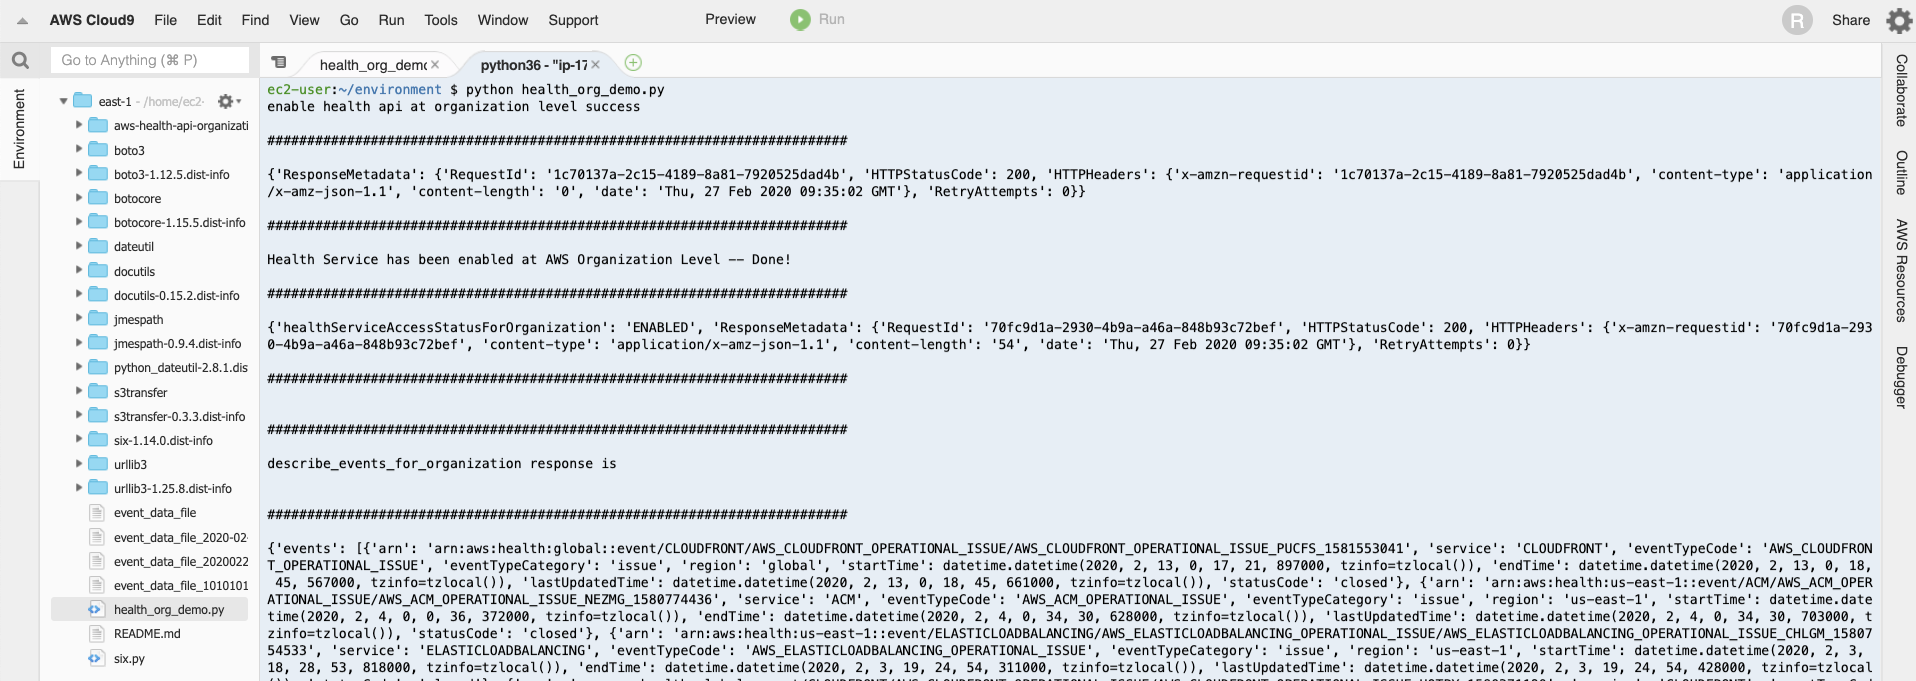 AWS Cloud9 File Edit Find View Go Run Tools Window Support Preview Run R Share
Go to Anything (⌘ P)
health_org_demo ×
python36 - "ip-17 ×
Environment
east-1 - /home/ec2-
aws-health-api-organizati
boto3
boto3-1.12.5.dist-info
botocore
botocore-1.15.5.dist-info
dateutil
docutils
docutils-0.15.2.dist-info
jmespath
jmespath-0.9.4.dist-info
python_dateutil-2.8.1.dis
s3transfer
s3transfer-0.3.3.dist-info
six-1.14.0.dist-info
urllib3
urllib3-1.25.8.dist-info
event_data_file
event_data_file_2020-02-
event_data_file_2020022
event_data_file_1010101
health_org_demo.py
README.md
six.py
ec2-user:~/environment $ python health_org_demo.py
enable health api at organization level success
#########################################################################
{'ResponseMetadata': {'RequestId': '1c70137a-2c15-4189-8a81-7920525dad4b', 'HTTPStatusCode': 200, 'HTTPHeaders': {'x-amzn-requestid': '1c70137a-2c15-4189-8a81-7920525dad4b', 'content-type': 'application
/x-amz-json-1.1', 'content-length': '0', 'date': 'Thu, 27 Feb 2020 09:35:02 GMT'}, 'RetryAttempts': 0}}
#########################################################################
Health Service has been enabled at AWS Organization Level -- Done!
#########################################################################
{'healthServiceAccessStatusForOrganization': 'ENABLED', 'ResponseMetadata': {'RequestId': '70fc9d1a-2930-4b9a-a46a-848b93c72bef', 'HTTPStatusCode': 200, 'HTTPHeaders': {'x-amzn-requestid': '70fc9d1a-293
0-4b9a-a46a-848b93c72bef', 'content-type': 'application/x-amz-json-1.1', 'content-length': '54', 'date': 'Thu, 27 Feb 2020 09:35:02 GMT'}, 'RetryAttempts': 0}}
#########################################################################
#########################################################################
describe_events_for_organization response is
#########################################################################
{'events': [{'arn': 'arn:aws:health:global::event/CLOUDFRONT/AWS_CLOUDFRONT_OPERATIONAL_ISSUE/AWS_CLOUDFRONT_OPERATIONAL_ISSUE_PUCFS_1581553041', 'service': 'CLOUDFRONT', 'eventTypeCode': 'AWS_CLOUDFRON
T_OPERATIONAL_ISSUE', 'eventTypeCategory': 'issue', 'region': 'global', 'startTime': datetime.datetime(2020, 2, 13, 0, 17, 21, 897000, tzinfo=tzlocal()), 'endTime': datetime.datetime(2020, 2, 13, 0, 18,
45, 567000, tzinfo=tzlocal()), 'lastUpdatedTime': datetime.datetime(2020, 2, 13, 0, 18, 45, 661000, tzinfo=tzlocal()), 'statusCode': 'closed'}, {'arn': 'arn:aws:health:us-east-1::event/ACM/AWS_ACM_OPER
ATIONAL_ISSUE/AWS_ACM_OPERATIONAL_ISSUE_NEZMG_1580774436', 'service': 'ACM', 'eventTypeCode': 'AWS_ACM_OPERATIONAL_ISSUE', 'eventTypeCategory': 'issue', 'region': 'us-east-1', 'startTime': datetime.date
time(2020, 2, 4, 0, 0, 36, 372000, tzinfo=tzlocal()), 'endTime': datetime.datetime(2020, 2, 4, 0, 34, 30, 628000, tzinfo=tzlocal()), 'lastUpdatedTime': datetime.datetime(2020, 2, 4, 0, 34, 30, 703000, t
zinfo=tzlocal()), 'statusCode': 'closed'}, {'arn': 'arn:aws:health:us-east-1::event/ELASTICLOADBALANCING/AWS_ELASTICLOADBALANCING_OPERATIONAL_ISSUE/AWS_ELASTICLOADBALANCING_OPERATIONAL_ISSUE_CHLGM_15807
54533', 'service': 'ELASTICLOADBALANCING', 'eventTypeCode': 'AWS_ELASTICLOADBALANCING_OPERATIONAL_ISSUE', 'eventTypeCategory': 'issue', 'region': 'us-east-1', 'startTime': datetime.datetime(2020, 2, 3,
18, 28, 53, 818000, tzinfo=tzlocal()), 'endTime': datetime.datetime(2020, 2, 3, 19, 24, 54, 311000, tzinfo=tzlocal()), 'lastUpdatedTime': datetime.datetime(2020, 2, 3, 19, 24, 54, 428000, tzinfo=tzlocal
Collaborate
Outline
AWS Resources
Debugger